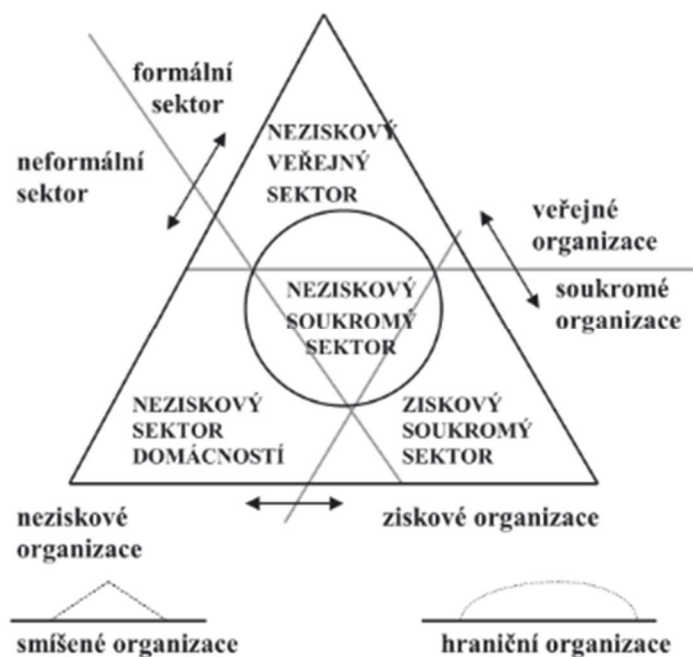 formální
sektor
neformální
sektor
NEZISKOVÝ
VEŘEJNÝ
SEKTOR
veřejné
organizace
soukromé
organizace
NEZISKOVÝ
SOUKROMÝ
SEKTOR
NEZISKOVÝ
SEKTOR
DOMÁCNOSTÍ
ZISKOVÝ
SOUKROMÝ
SEKTOR
neziskové
organizace
ziskové organizace
smíšené organizace
hraniční organizace